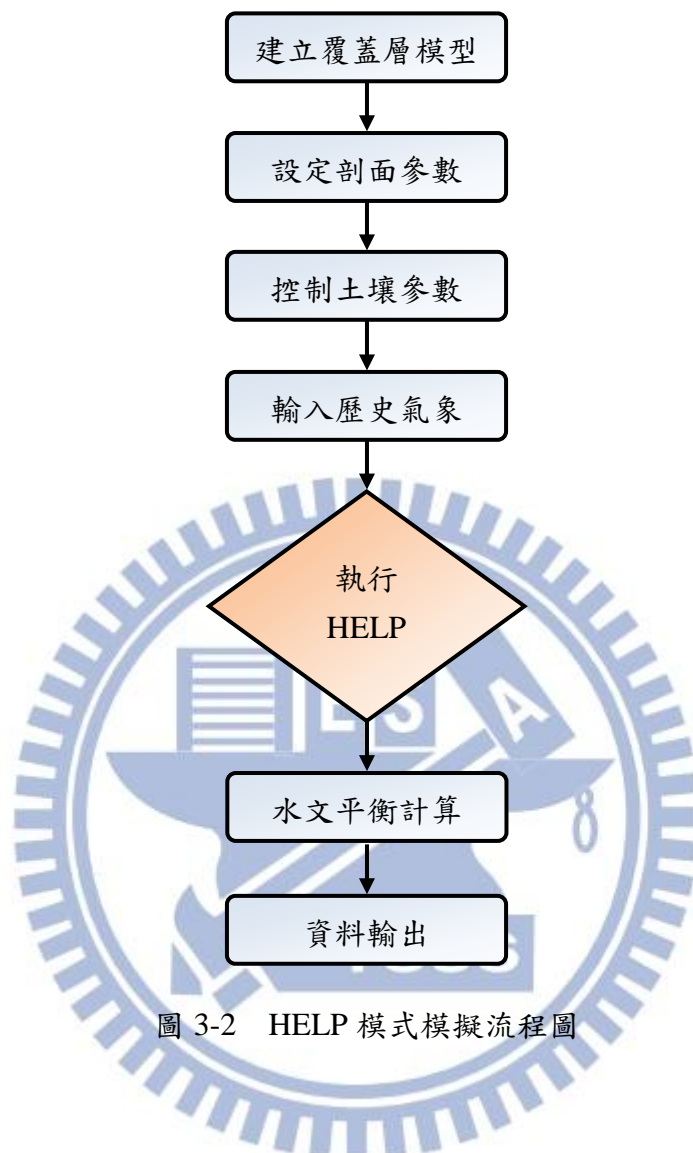 建立覆蓋層模型
設定剖面參數
控制土壤參數
輸入歷史氣象
執行
HELP
E S A
水文平衡計算
資料輸出
圖 3-2 HELP 模式模擬流程圖